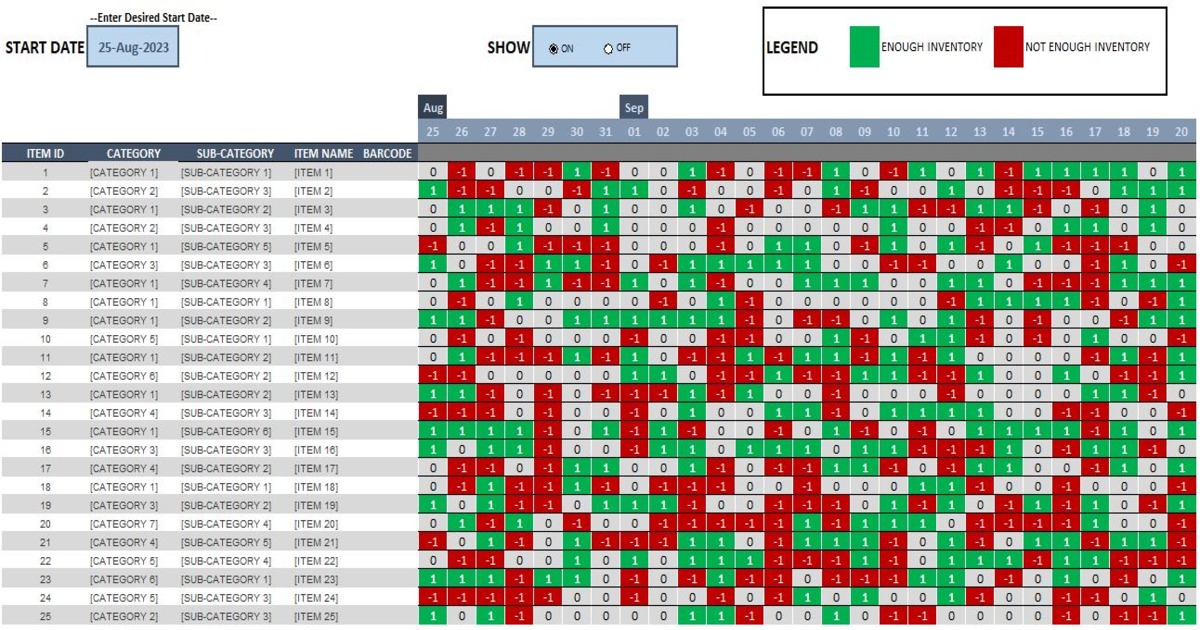 --Enter Desired Start Date--
START DATE 25-Aug-2023 SHOW ON OFF LEGEND ENOUGH INVENTORY NOT ENOUGH INVENTORY
Aug Sep
25 26 27 28 29 30 31 01 02 03 04 05 06 07 08 09 10 11 12 13 14 15 16 17 18 19 20
ITEM ID CATEGORY SUB-CATEGORY ITEM NAME BARCODE
1 [CATEGORY 1] [SUB-CATEGORY 1] [ITEM 1] 0 -1 0 -1 -1 1 -1 0 0 1 -1 0 -1 -1 1 0 -1 1 0 1 -1 1 1 1 1 0 1
2 [CATEGORY 2] [SUB-CATEGORY 3] [ITEM 2] 1 -1 -1 0 0 -1 1 1 0 -1 0 0 -1 0 1 -1 0 0 1 0 -1 -1 -1 0 1 1 1
3 [CATEGORY 1] [SUB-CATEGORY 2] [ITEM 3] 0 1 1 1 -1 0 1 0 0 1 0 -1 0 0 -1 1 1 -1 -1 1 1 -1 0 -1 0 1 0
4 [CATEGORY 2] [SUB-CATEGORY 3] [ITEM 4] 0 1 -1 1 0 0 1 0 0 0 -1 0 0 0 0 0 1 0 0 -1 -1 0 1 1 0 1 0
5 [CATEGORY 1] [SUB-CATEGORY 5] [ITEM 5] -1 0 0 1 -1 -1 -1 0 0 0 -1 0 1 1 0 -1 1 0 1 -1 0 1 -1 -1 -1 0 0
6 [CATEGORY 3] [SUB-CATEGORY 3] [ITEM 6] 1 0 -1 -1 1 1 -1 0 -1 1 1 1 1 1 0 0 -1 -1 0 0 1 0 0 -1 1 0 -1
7 [CATEGORY 1] [SUB-CATEGORY 4] [ITEM 7] 0 1 -1 -1 1 -1 -1 1 0 1 -1 0 0 1 1 1 0 0 1 1 0 -1 -1 -1 1 1 1
8 [CATEGORY 1] [SUB-CATEGORY 1] [ITEM 8] 0 -1 0 1 0 0 0 0 -1 0 1 -1 0 0 0 0 0 0 -1 1 1 1 1 -1 0 -1 1
9 [CATEGORY 1] [SUB-CATEGORY 2] [ITEM 9] 1 1 -1 0 0 1 1 1 1 1 1 -1 0 -1 -1 0 1 0 1 -1 0 -1 0 0 -1 1 1
10 [CATEGORY 5] [SUB-CATEGORY 1] [ITEM 10] 0 -1 0 -1 0 0 0 -1 0 0 -1 -1 0 0 1 -1 0 1 1 -1 0 -1 0 1 0 0 -1
11 [CATEGORY 1] [SUB-CATEGORY 2] [ITEM 11] 0 1 -1 -1 -1 1 -1 1 0 -1 -1 1 -1 1 1 -1 1 -1 1 0 0 0 0 -1 1 -1 1
12 [CATEGORY 6] [SUB-CATEGORY 2] [ITEM 12] -1 -1 0 0 0 0 0 1 1 0 -1 -1 1 -1 -1 1 1 -1 -1 1 0 0 1 0 -1 -1 1
13 [CATEGORY 1] [SUB-CATEGORY 2] [ITEM 13] 1 1 -1 0 -1 0 -1 -1 -1 1 -1 1 0 0 -1 0 0 0 -1 0 0 0 0 1 1 -1 0
14 [CATEGORY 4] [SUB-CATEGORY 3] [ITEM 14] -1 -1 -1 0 -1 0 0 -1 0 1 0 0 1 1 -1 0 1 1 1 1 0 0 -1 -1 0 0 -1
15 [CATEGORY 1] [SUB-CATEGORY 6] [ITEM 15] 1 1 1 1 -1 0 1 -1 1 -1 0 0 -1 0 1 -1 0 -1 0 1 1 1 1 1 -1 0 1
16 [CATEGORY 3] [SUB-CATEGORY 3] [ITEM 16] 1 0 1 1 -1 0 0 -1 1 1 0 1 1 1 0 1 1 -1 -1 -1 1 0 -1 1 1 -1 0
17 [CATEGORY 4] [SUB-CATEGORY 2] [ITEM 17] 0 -1 -1 0 -1 1 1 0 0 1 -1 0 -1 -1 1 1 -1 0 -1 1 1 0 0 -1 1 0 1
18 [CATEGORY 1] [SUB-CATEGORY 1] [ITEM 18] 0 -1 1 -1 -1 1 -1 0 -1 -1 -1 0 0 -1 -1 0 0 1 1 -1 0 0 0 0 -1 0 -1
19 [CATEGORY 3] [SUB-CATEGORY 2] [ITEM 19] 1 0 1 -1 -1 0 1 1 1 -1 0 0 -1 -1 -1 0 1 -1 1 0 -1 1 -1 1 0 -1 1
20 [CATEGORY 7] [SUB-CATEGORY 4] [ITEM 20] 0 1 -1 1 0 -1 0 0 -1 -1 -1 -1 -1 1 -1 1 1 1 0 -1 -1 -1 -1 1 0 0 -1
21 [CATEGORY 4] [SUB-CATEGORY 5] [ITEM 21] -1 0 1 -1 0 1 -1 -1 -1 1 1 0 -1 1 1 1 -1 0 1 -1 0 1 1 -1 1 1 -1
22 [CATEGORY 5] [SUB-CATEGORY 4] [ITEM 22] 0 -1 -1 0 0 1 0 1 0 1 1 1 -1 -1 -1 1 -1 0 1 1 1 -1 1 1 -1 -1 -1
23 [CATEGORY 6] [SUB-CATEGORY 1] [ITEM 23] 1 1 1 -1 1 1 0 -1 0 -1 1 -1 -1 0 -1 -1 -1 1 1 0 -1 0 1 -1 0 0 1
24 [CATEGORY 5] [SUB-CATEGORY 3] [ITEM 24] -1 -1 -1 -1 -1 0 0 -1 0 0 -1 0 -1 1 0 1 0 0 1 -1 0 0 -1 -1 0 1 0
25 [CATEGORY 2] [SUB-CATEGORY 3] [ITEM 25] 1 0 1 -1 0 0 0 0 0 1 1 -1 0 0 1 0 -1 -1 0 0 0 0 -1 0 -1 -1 1